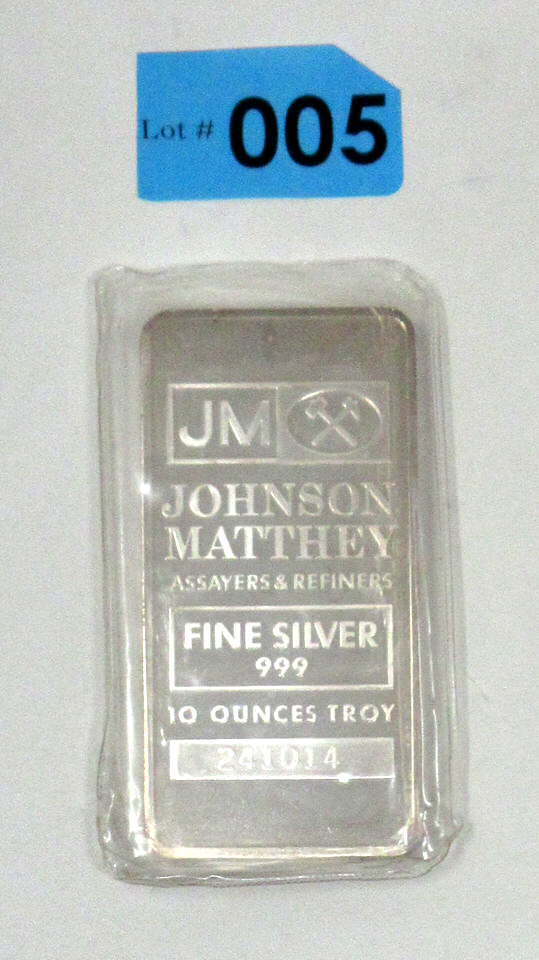 Lot # 005
JM
JOHNSON
MATTHEY
ASSAYERS & REFINERS
FINE SILVER
999
10 OUNCES TROY
241014